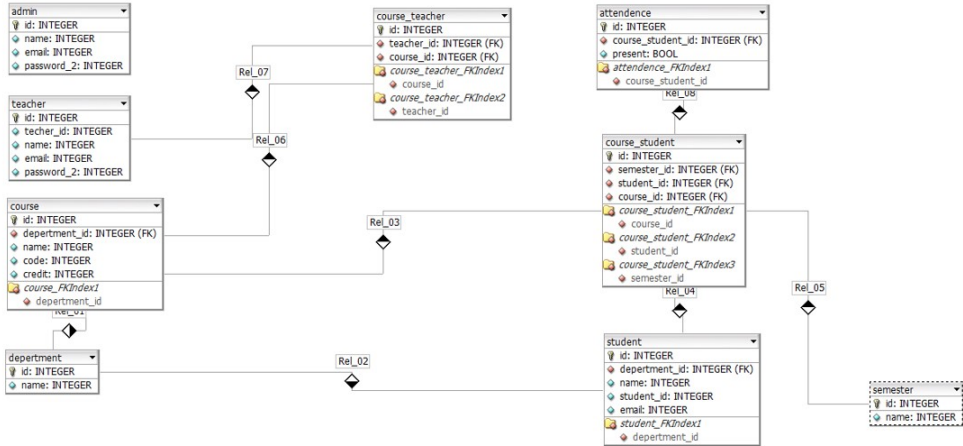 admin
id: INTEGER
name: INTEGER
email: INTEGER
password_2: INTEGER
teacher
id: INTEGER
techer_id: INTEGER
name: INTEGER
email: INTEGER
password_2: INTEGER
course
id: INTEGER
depertment_id: INTEGER (FK)
name: INTEGER
code: INTEGER
credit: INTEGER
course_FKIndex1
depertment_id
Rel_01
depertment
id: INTEGER
name: INTEGER
Rel_07
Rel_06
course_teacher
id: INTEGER
teacher_id: INTEGER (FK)
course_id: INTEGER (FK)
course_teacher_FKIndex1
course_id
course_teacher_FKIndex2
teacher_id
Rel_03
Rel_02
attendence
id: INTEGER
course_student_id: INTEGER (FK)
present: BOOL
attendence_FKIndex1
course_student_id
Rel_08
course_student
id: INTEGER
semester_id: INTEGER (FK)
student_id: INTEGER (FK)
course_id: INTEGER (FK)
course_student_FKIndex1
course_id
course_student_FKIndex2
student_id
course_student_FKIndex3
semester_id
Rel_04
student
id: INTEGER
depertment_id: INTEGER (FK)
name: INTEGER
student_id: INTEGER
email: INTEGER
student_FKIndex1
depertment_id
Rel_05
semester
id: INTEGER
name: INTEGER